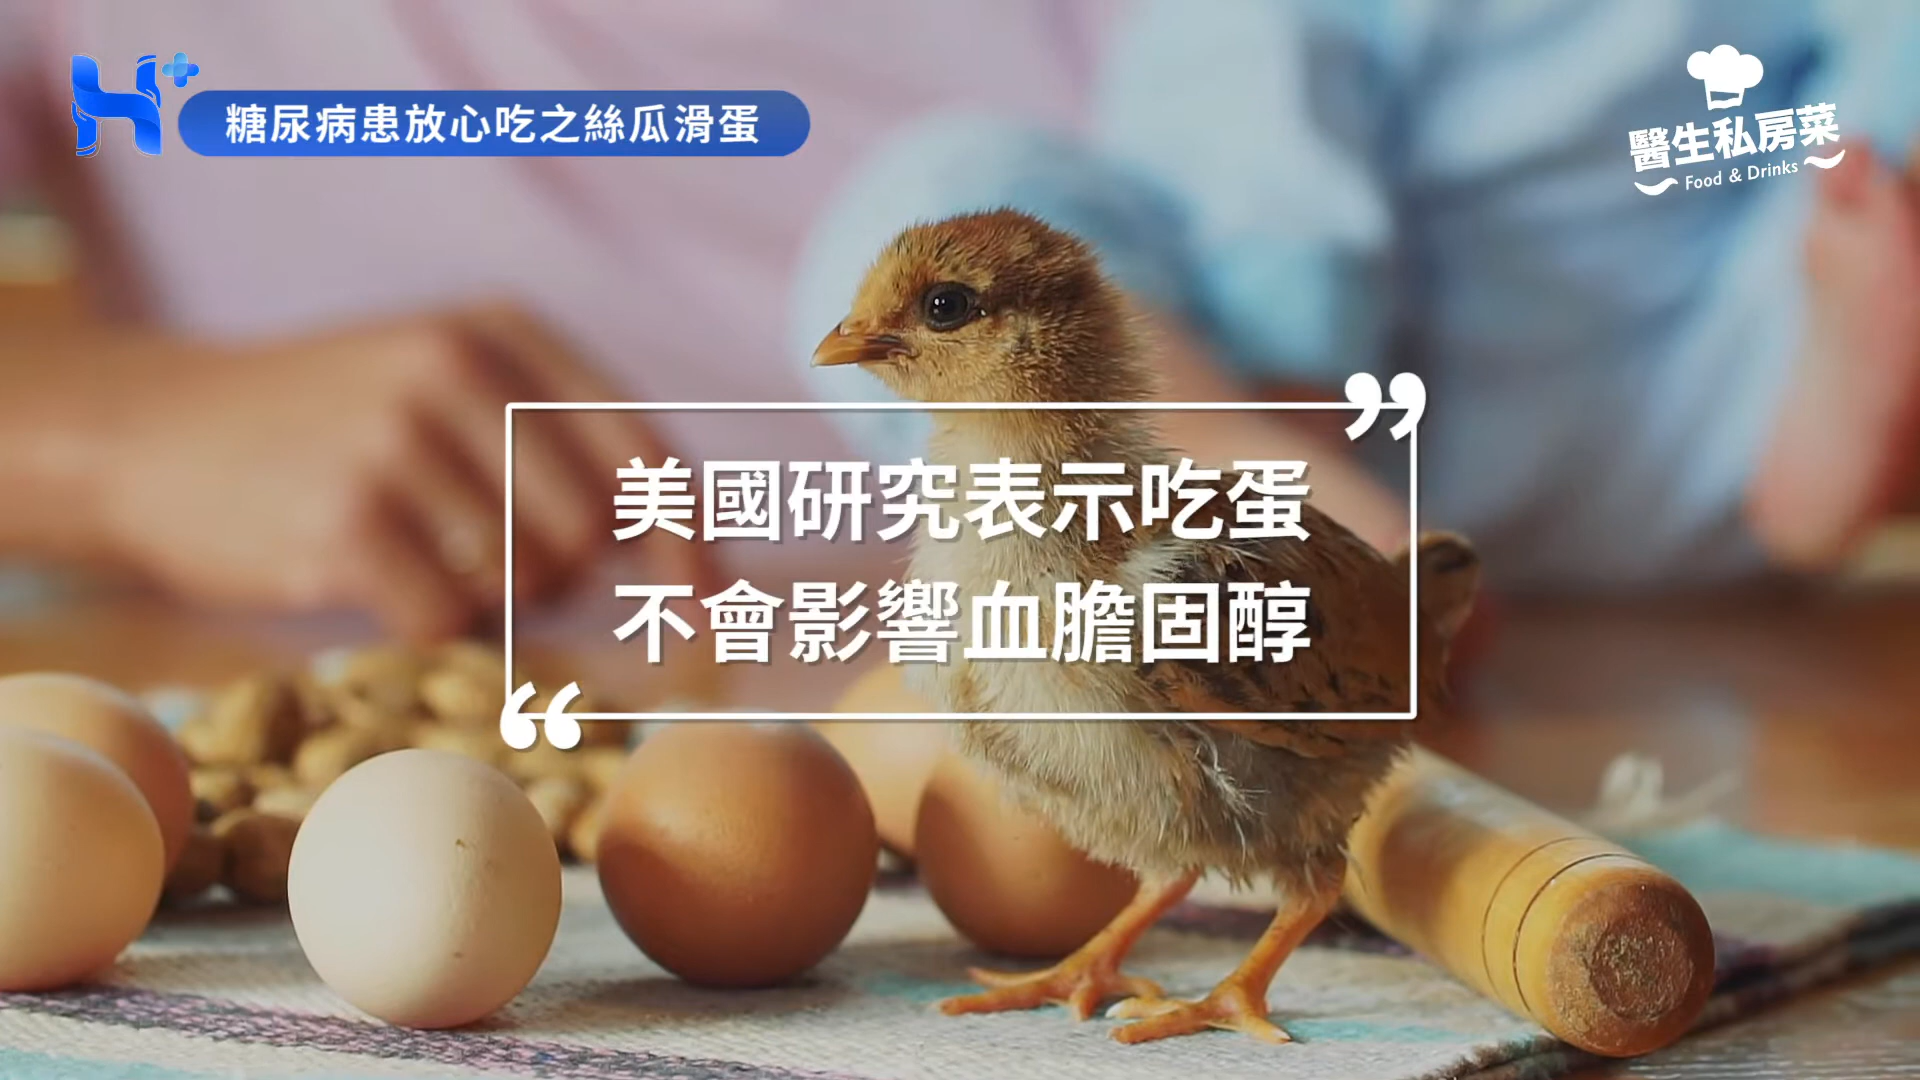 糖尿病患放心吃之絲瓜滑蛋
醫生私房菜
Food & Drinks
美國研究表示吃蛋
不會影響血膽固醇